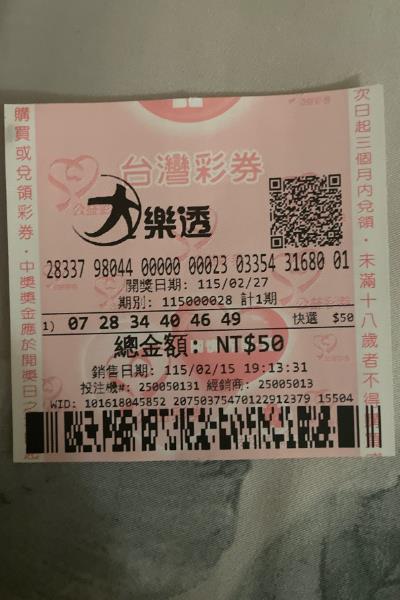 台灣彩券
大樂透
28337 98044 00000 00023 03354 31680 01
開獎日期: 115/02/27
期別: 115000028 計1期
1) 07 28 34 40 46 49 快選 $50
總金額: NT$50
銷售日期: 115/02/15 19:13:31
投注機#: 250050131 經銷商: 25005013
WID: 101618045852 20750375470122912379 15504
購買或兌領彩券·中獎獎金應於開獎日之
次日起三個月內兌領·未滿十八歲者不得購